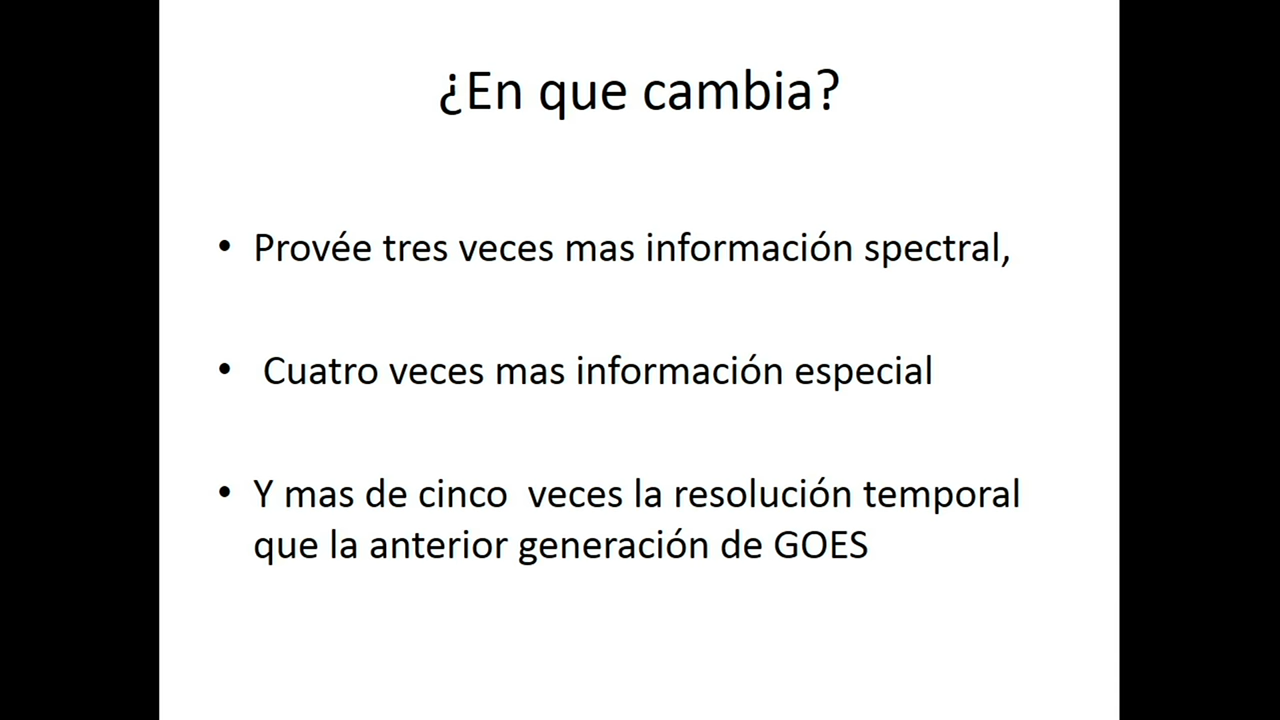 ¿En que cambia?
• Provée tres veces mas información spectral,
• Cuatro veces mas información especial
• Y mas de cinco veces la resolución temporal
que la anterior generación de GOES